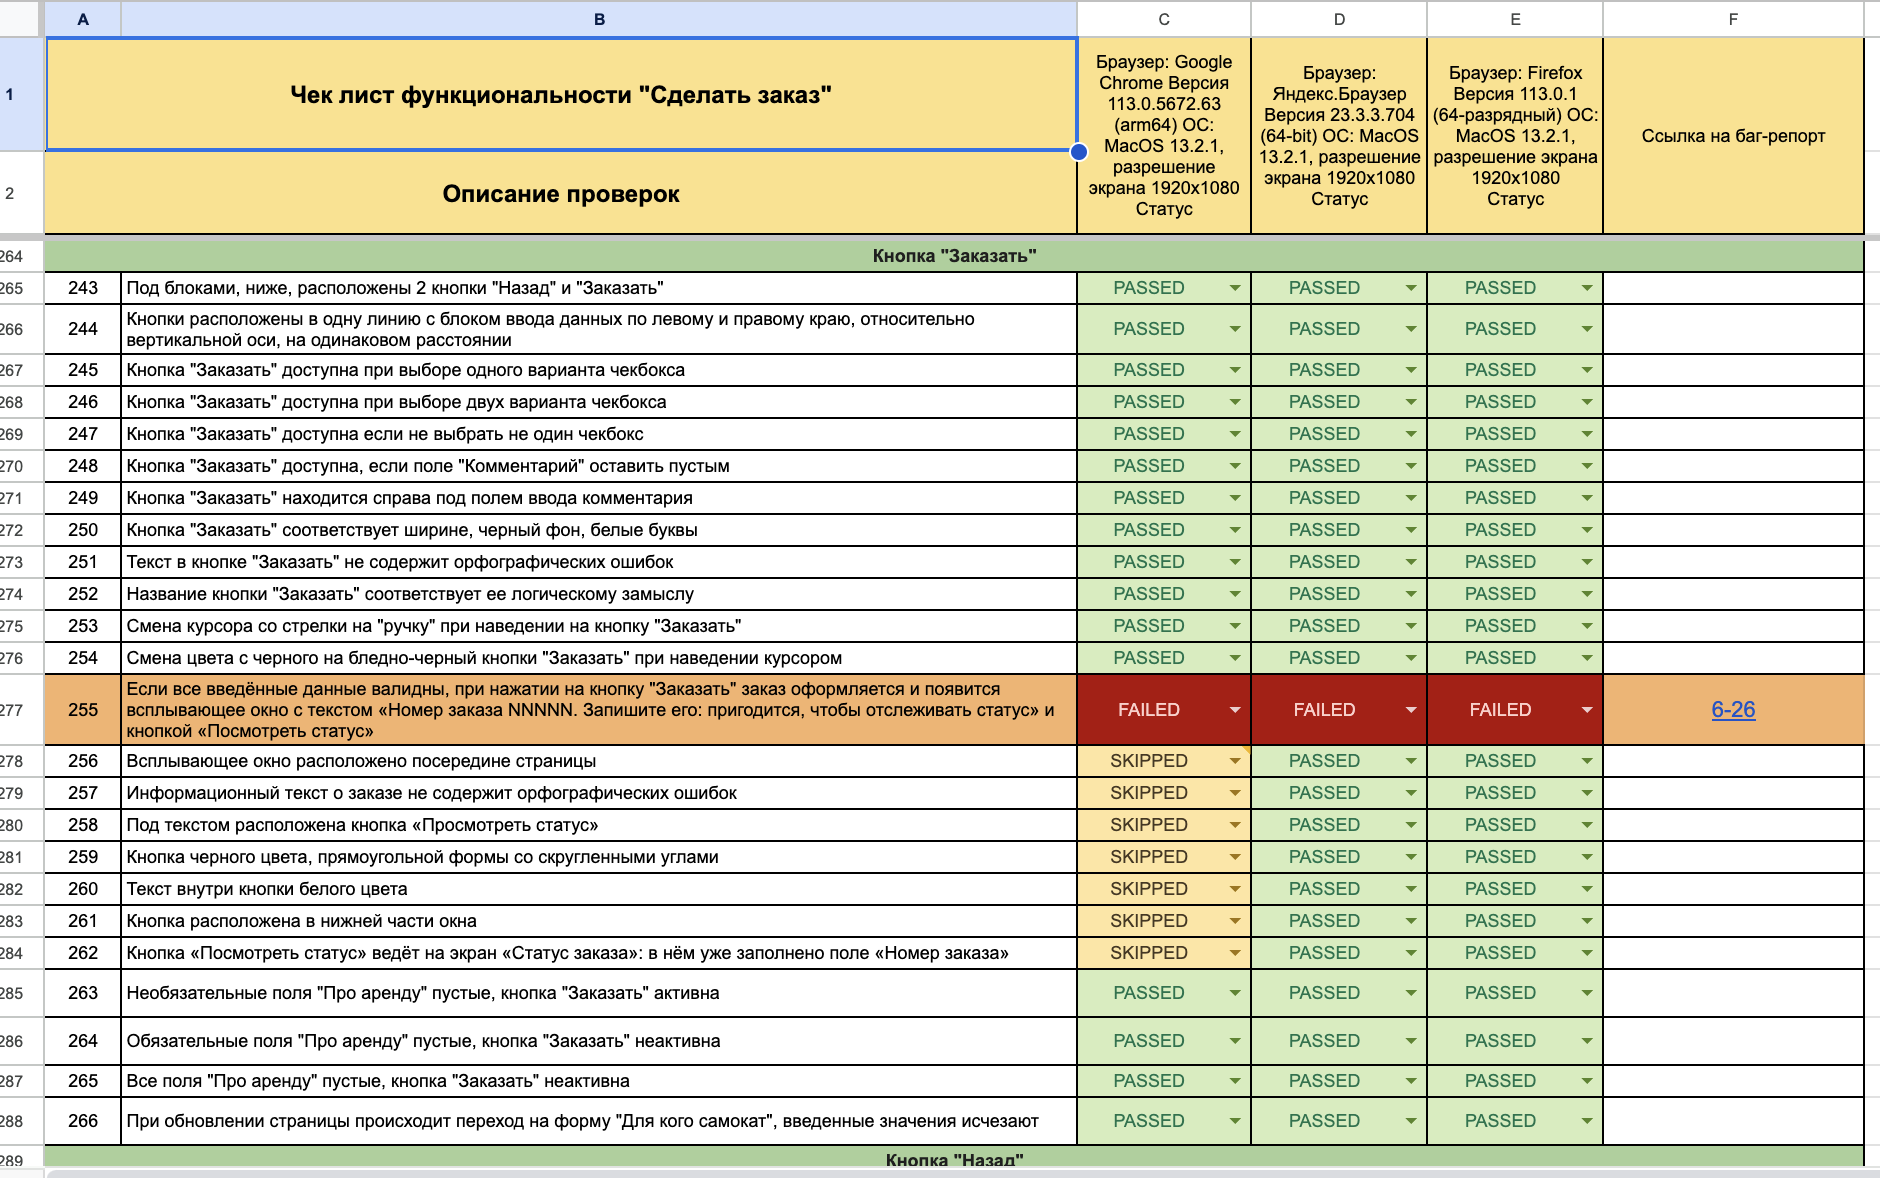 A B C D E F
1
Чек лист функциональности "Сделать заказ"
Браузер: Google
Chrome Версия
113.0.5672.63
(arm64) ОС:
MacOS 13.2.1,
разрешение
экрана 1920x1080
Статус
Браузер:
Яндекс.Браузер
Версия 23.3.3.704
(64-bit) ОС: MacOS
13.2.1, разрешение
экрана 1920x1080
Статус
Браузер: Firefox
Версия 113.0.1
(64-разрядный) ОС:
MacOS 13.2.1,
разрешение экрана
1920x1080
Статус
Ссылка на баг-репорт
2
Описание проверок
264 Кнопка "Заказать"
265 243 Под блоками, ниже, расположены 2 кнопки "Назад" и "Заказать" PASSED PASSED PASSED
266 244 Кнопки расположены в одну линию с блоком ввода данных по левому и правому краю, относительно
вертикальной оси, на одинаковом расстоянии PASSED PASSED PASSED
267 245 Кнопка "Заказать" доступна при выборе одного варианта чекбокса PASSED PASSED PASSED
268 246 Кнопка "Заказать" доступна при выборе двух варианта чекбокса PASSED PASSED PASSED
269 247 Кнопка "Заказать" доступна если не выбрать не один чекбокс PASSED PASSED PASSED
270 248 Кнопка "Заказать" доступна, если поле "Комментарий" оставить пустым PASSED PASSED PASSED
271 249 Кнопка "Заказать" находится справа под полем ввода комментария PASSED PASSED PASSED
272 250 Кнопка "Заказать" соответствует ширине, черный фон, белые буквы PASSED PASSED PASSED
273 251 Текст в кнопке "Заказать" не содержит орфографических ошибок PASSED PASSED PASSED
274 252 Название кнопки "Заказать" соответствует ее логическому замыслу PASSED PASSED PASSED
275 253 Смена курсора со стрелки на "ручку" при наведении на кнопку "Заказать" PASSED PASSED PASSED
276 254 Смена цвета с черного на бледно-черный кнопки "Заказать" при наведении курсором PASSED PASSED PASSED
277 255 Если все введённые данные валидны, при нажатии на кнопку "Заказать" заказ оформляется и появится
всплывающее окно с текстом «Номер заказа NNNNN. Запишите его: пригодится, чтобы отслеживать статус» и
кнопкой «Посмотреть статус» FAILED FAILED FAILED 6-26
278 256 Всплывающее окно расположено посередине страницы SKIPPED PASSED PASSED
279 257 Информационный текст о заказе не содержит орфографических ошибок SKIPPED PASSED PASSED
280 258 Под текстом расположена кнопка «Просмотреть статус» SKIPPED PASSED PASSED
281 259 Кнопка черного цвета, прямоугольной формы со скругленными углами SKIPPED PASSED PASSED
282 260 Текст внутри кнопки белого цвета SKIPPED PASSED PASSED
283 261 Кнопка расположена в нижней части окна SKIPPED PASSED PASSED
284 262 Кнопка «Посмотреть статус» ведёт на экран «Статус заказа»: в нём уже заполнено поле «Номер заказа» SKIPPED PASSED PASSED
285 263 Необязательные поля "Про аренду" пустые, кнопка "Заказать" активна PASSED PASSED PASSED
286 264 Обязательные поля "Про аренду" пустые, кнопка "Заказать" неактивна PASSED PASSED PASSED
287 265 Все поля "Про аренду" пустые, кнопка "Заказать" неактивна PASSED PASSED PASSED
288 266 При обновлении страницы происходит переход на форму "Для кого самокат", введенные значения исчезают PASSED PASSED PASSED
289 Кнопка "Назад"